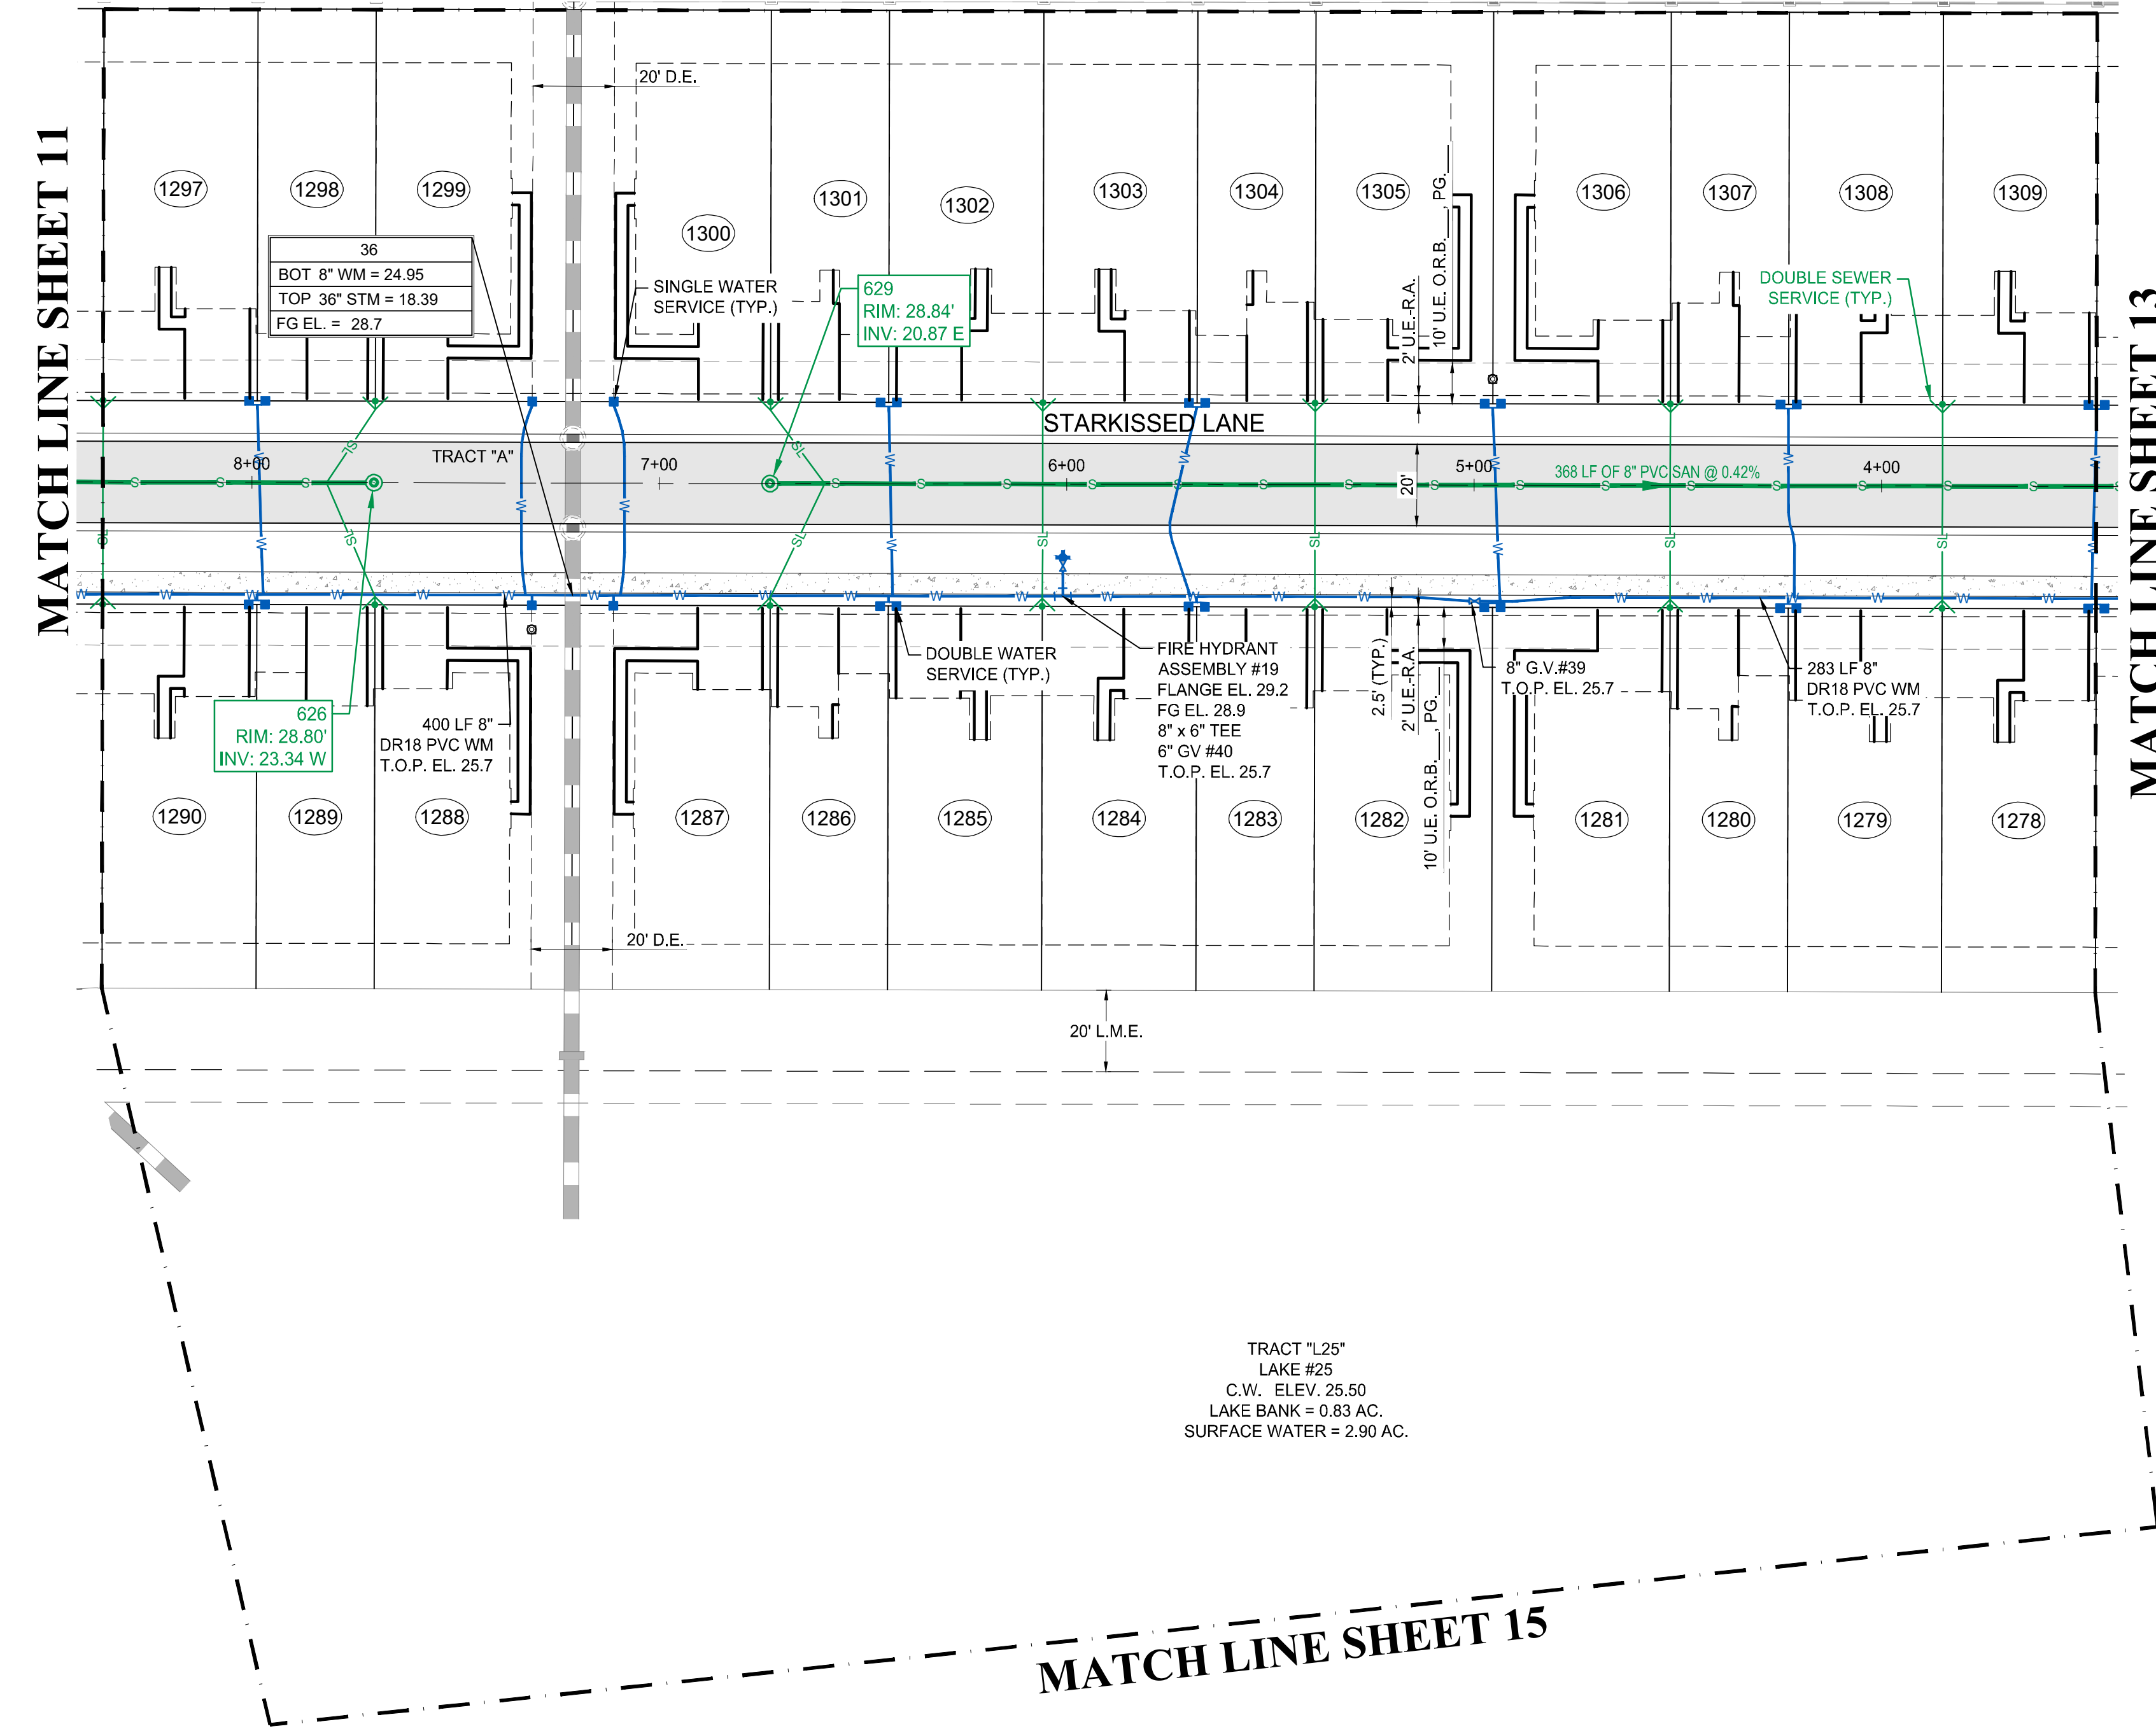 MATCH LINE SHEET 11
20' D.E.
1297
1298
1299
1300
1301
1302
1303
1304
1305
1306
1307
1308
1309
36
BOT 8" WM = 24.95
TOP 36" STM = 18.39
FG EL. = 28.7
SINGLE WATER
SERVICE (TYP.)
629
RIM: 28.84'
INV: 20.87 E
2' U.E.-R.A.
10' U.E. O.R.B.___, PG.___
DOUBLE SEWER
SERVICE (TYP.)
STARKISSED LANE
TRACT "A"
8+00
7+00
6+00
5+00
4+00
20'
368 LF OF 8" PVC SAN @ 0.42%
MATCH LINE SHEET 13
626
RIM: 28.80'
INV: 23.34 W
400 LF 8"
DR18 PVC WM
T.O.P. EL. 25.7
DOUBLE WATER
SERVICE (TYP.)
FIRE HYDRANT
ASSEMBLY #19
FLANGE EL. 29.2
FG EL. 28.9
8" x 6" TEE
6" GV #40
T.O.P. EL. 25.7
2.5' (TYP.)
2' U.E.-R.A.
10' U.E. O.R.B.___, PG.___
8" G.V.#39
T.O.P. EL. 25.7
283 LF 8"
DR18 PVC WM
T.O.P. EL. 25.7
1290
1289
1288
1287
1286
1285
1284
1283
1282
1281
1280
1279
1278
20' D.E.
20' L.M.E.
TRACT "L25"
LAKE #25
C.W. ELEV. 25.50
LAKE BANK = 0.83 AC.
SURFACE WATER = 2.90 AC.
MATCH LINE SHEET 15